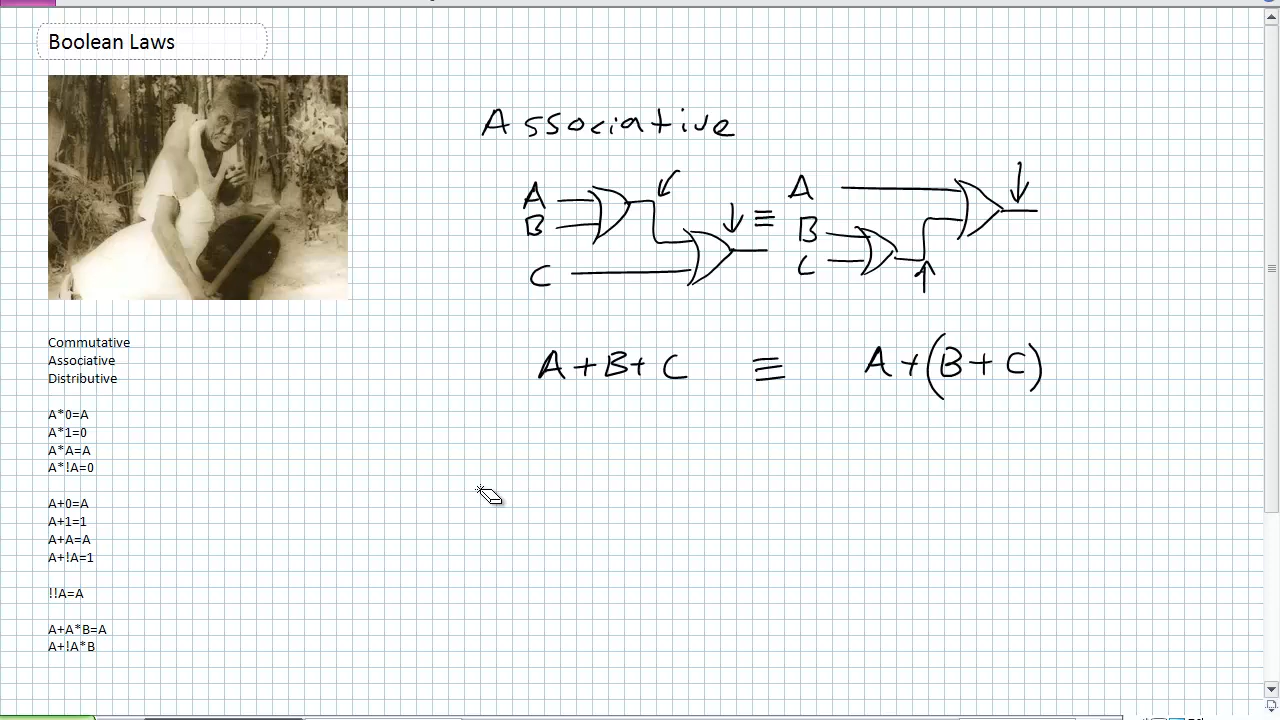 Boolean Laws
Associative
A
B
C
≡
A
B
C
A+B+C ≡ A+(B+C)
Commutative
Associative
Distributive
A*0=A
A*1=0
A*A=A
A*!A=0
A+0=A
A+1=1
A+A=A
A+!A=1
!!A=A
A+A*B=A
A+!A*B